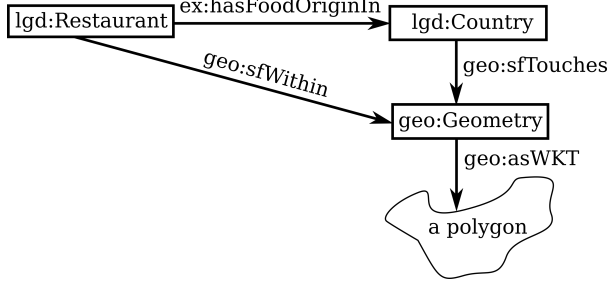 ex:hasFoodOriginIn
lgd:Restaurant
lgd:Country
geo:sfWithin
geo:sfTouches
geo:Geometry
geo:asWKT
a polygon